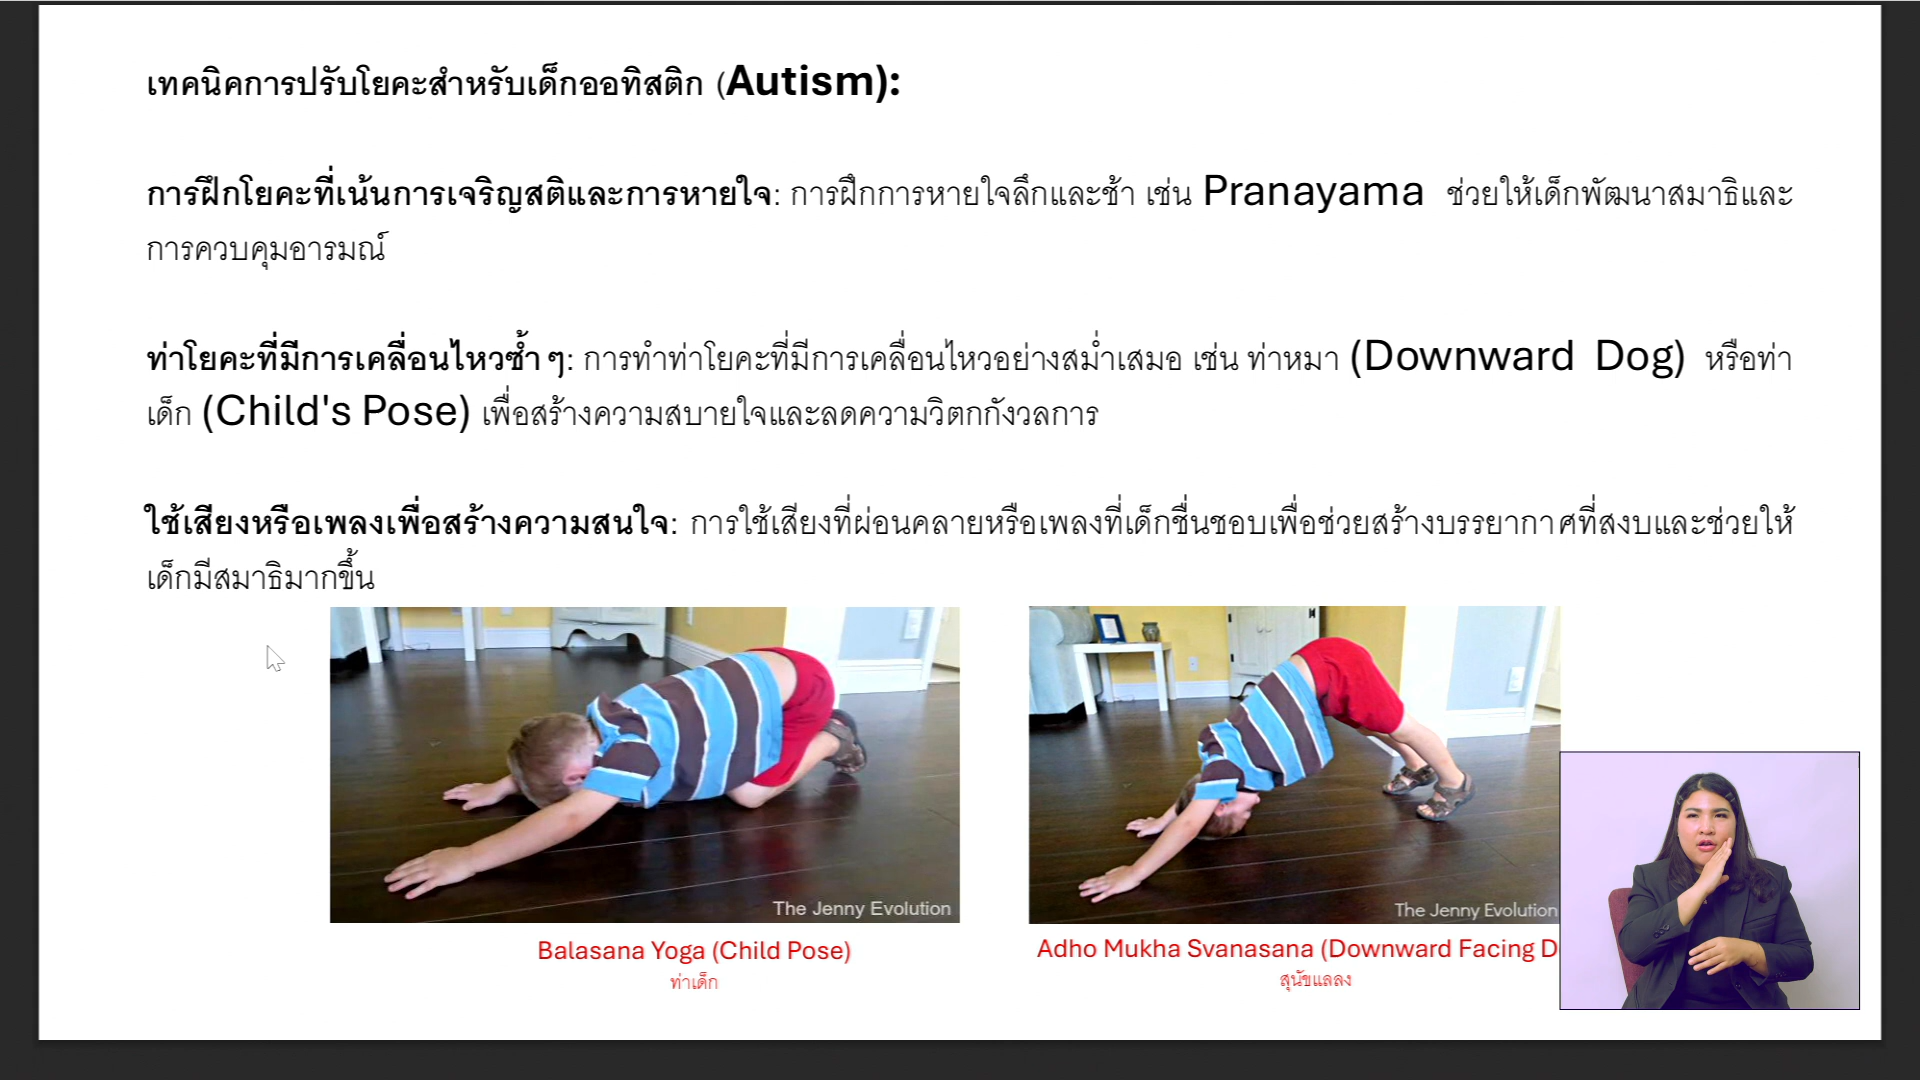 เทคนิคการปรับโยคะสำหรับเด็กออทิสติก (Autism):
การฝึกโยคะที่เน้นการเจริญสติและการหายใจ: การฝึกการหายใจลึกและช้า เช่น Pranayama ช่วยให้เด็กพัฒนาสมาธิและ
การควบคุมอารมณ์
ท่าโยคะที่มีการเคลื่อนไหวซ้ำ ๆ: การทำท่าโยคะที่มีการเคลื่อนไหวอย่างสม่ำเสมอ เช่น ท่าหมา (Downward Dog) หรือท่า
เด็ก (Child's Pose) เพื่อสร้างความสบายใจและลดความวิตกกังวลการ
ใช้เสียงหรือเพลงเพื่อสร้างความสนใจ: การใช้เสียงที่ผ่อนคลายหรือเพลงที่เด็กชื่นชอบเพื่อช่วยสร้างบรรยากาศที่สงบและช่วยให้
เด็กมีสมาธิมากขึ้น
The Jenny Evolution
The Jenny Evolution
Balasana Yoga (Child Pose)
ท่าเด็ก
Adho Mukha Svanasana (Downward Facing D
สุนัขแลลง